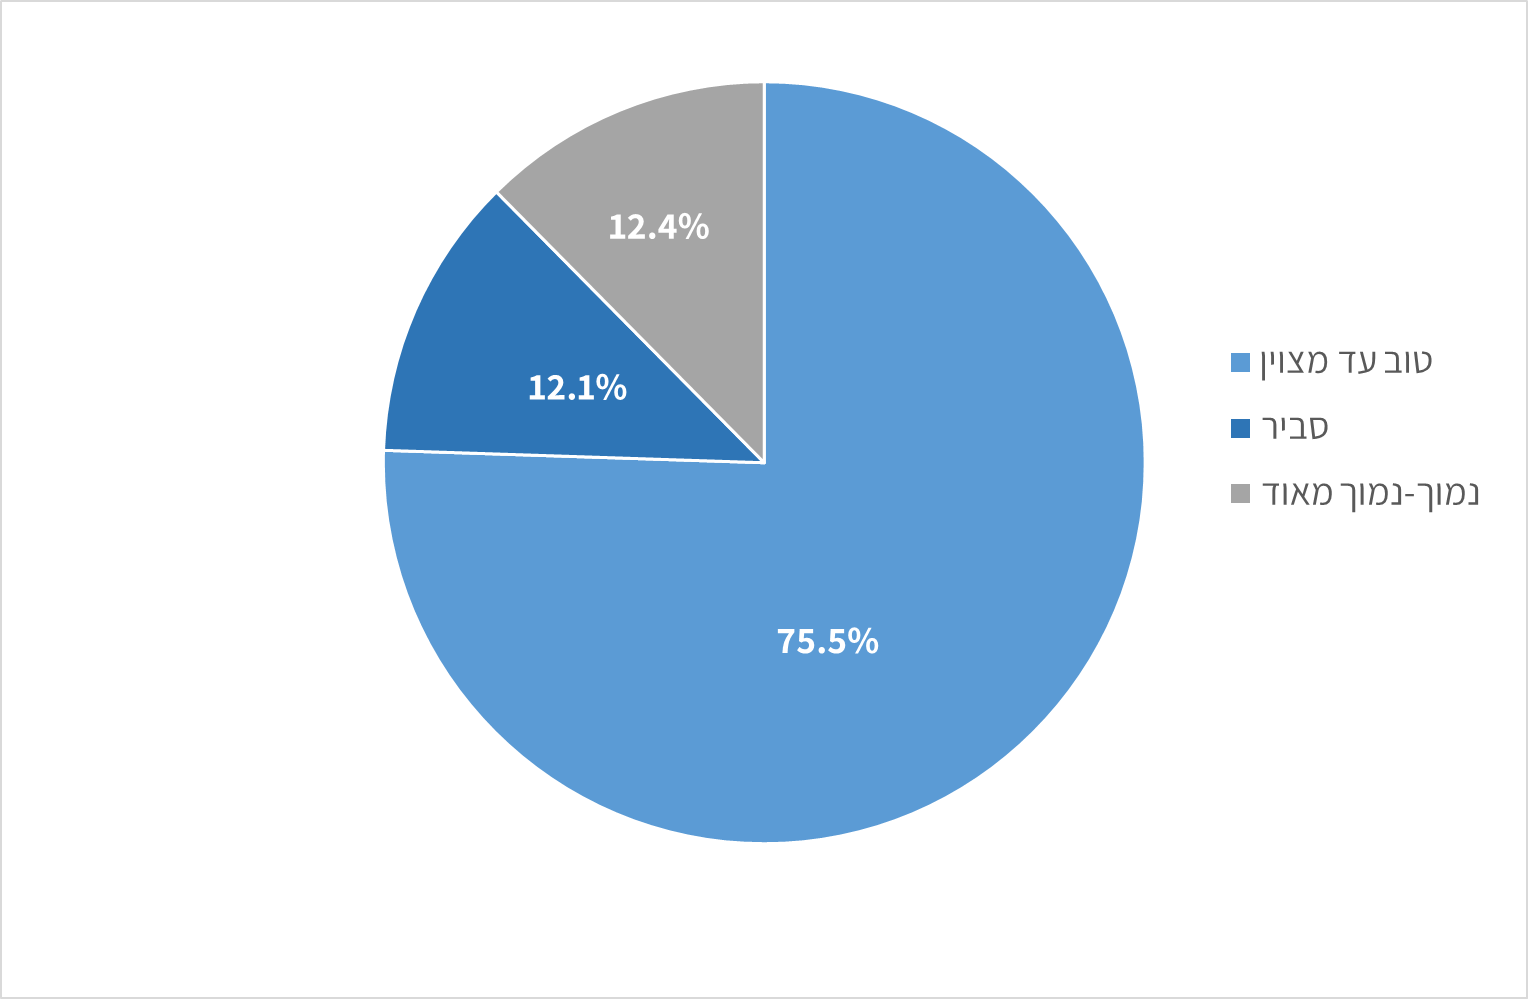 12.4%
12.1%
75.5%
טוב עד מצוין
סביר
נמוך-נמוך מאוד